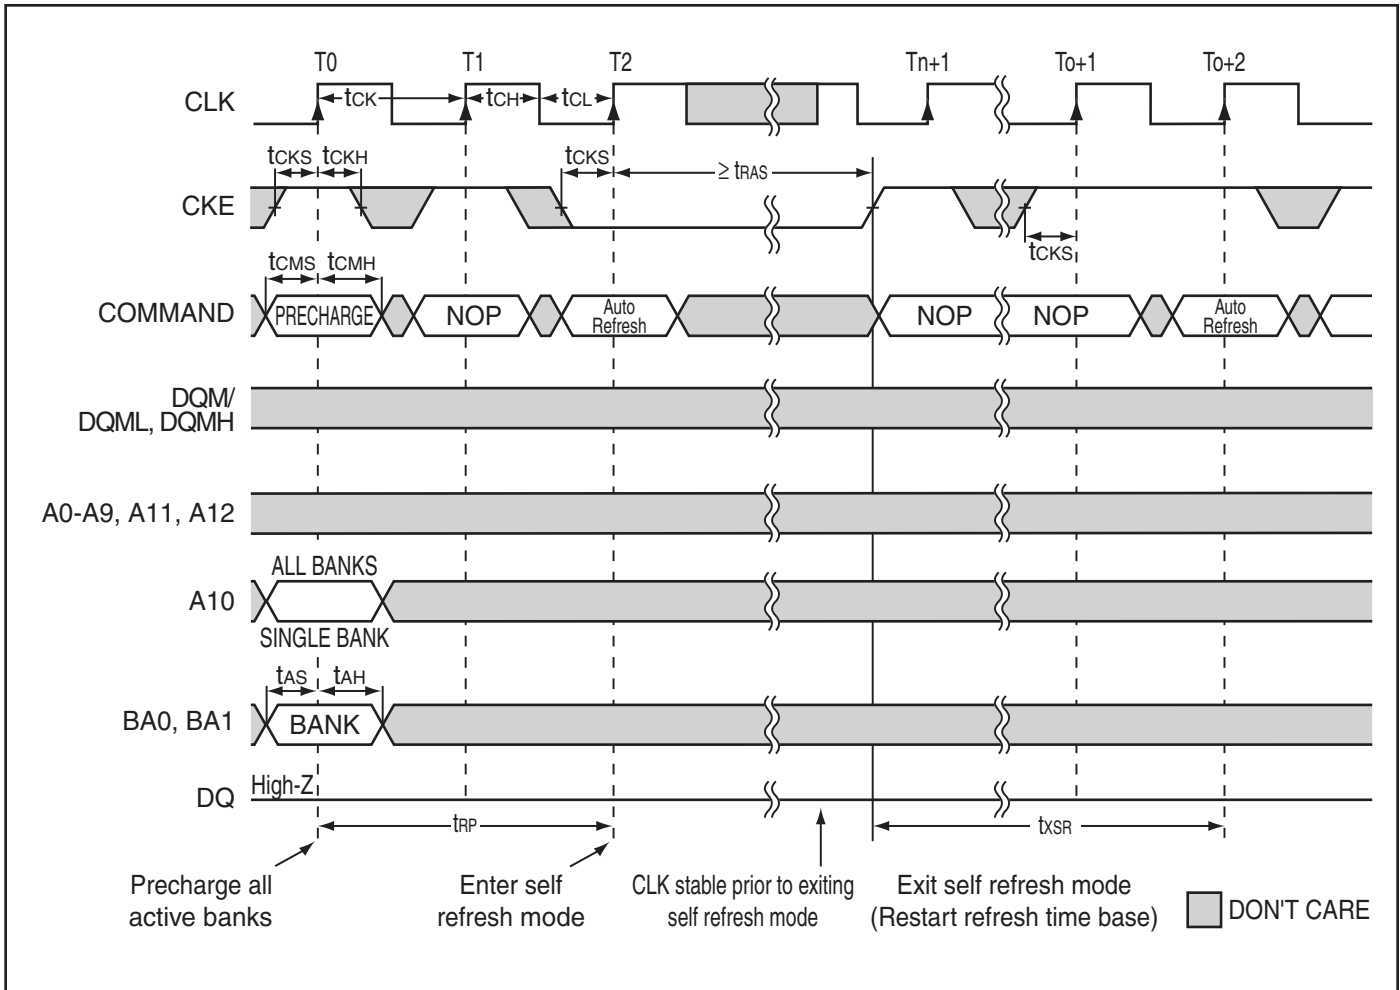 T0 T1 T2 Tn+1 To+1 To+2
CLK
tCK tCH tCL
tCKS tCKH tCKS ≥ tRAS
CKE
tCKS
tCMS tCMH
COMMAND PRECHARGE NOP Auto Refresh NOP NOP Auto Refresh
DQM/
DQML, DQMH
A0-A9, A11, A12
ALL BANKS
A10
SINGLE BANK
tAS tAH
BA0, BA1 BANK
High-Z
DQ
tRP tXSR
Precharge all
active banks
Enter self
refresh mode
CLK stable prior to exiting
self refresh mode
Exit self refresh mode
(Restart refresh time base)
DON'T CARE